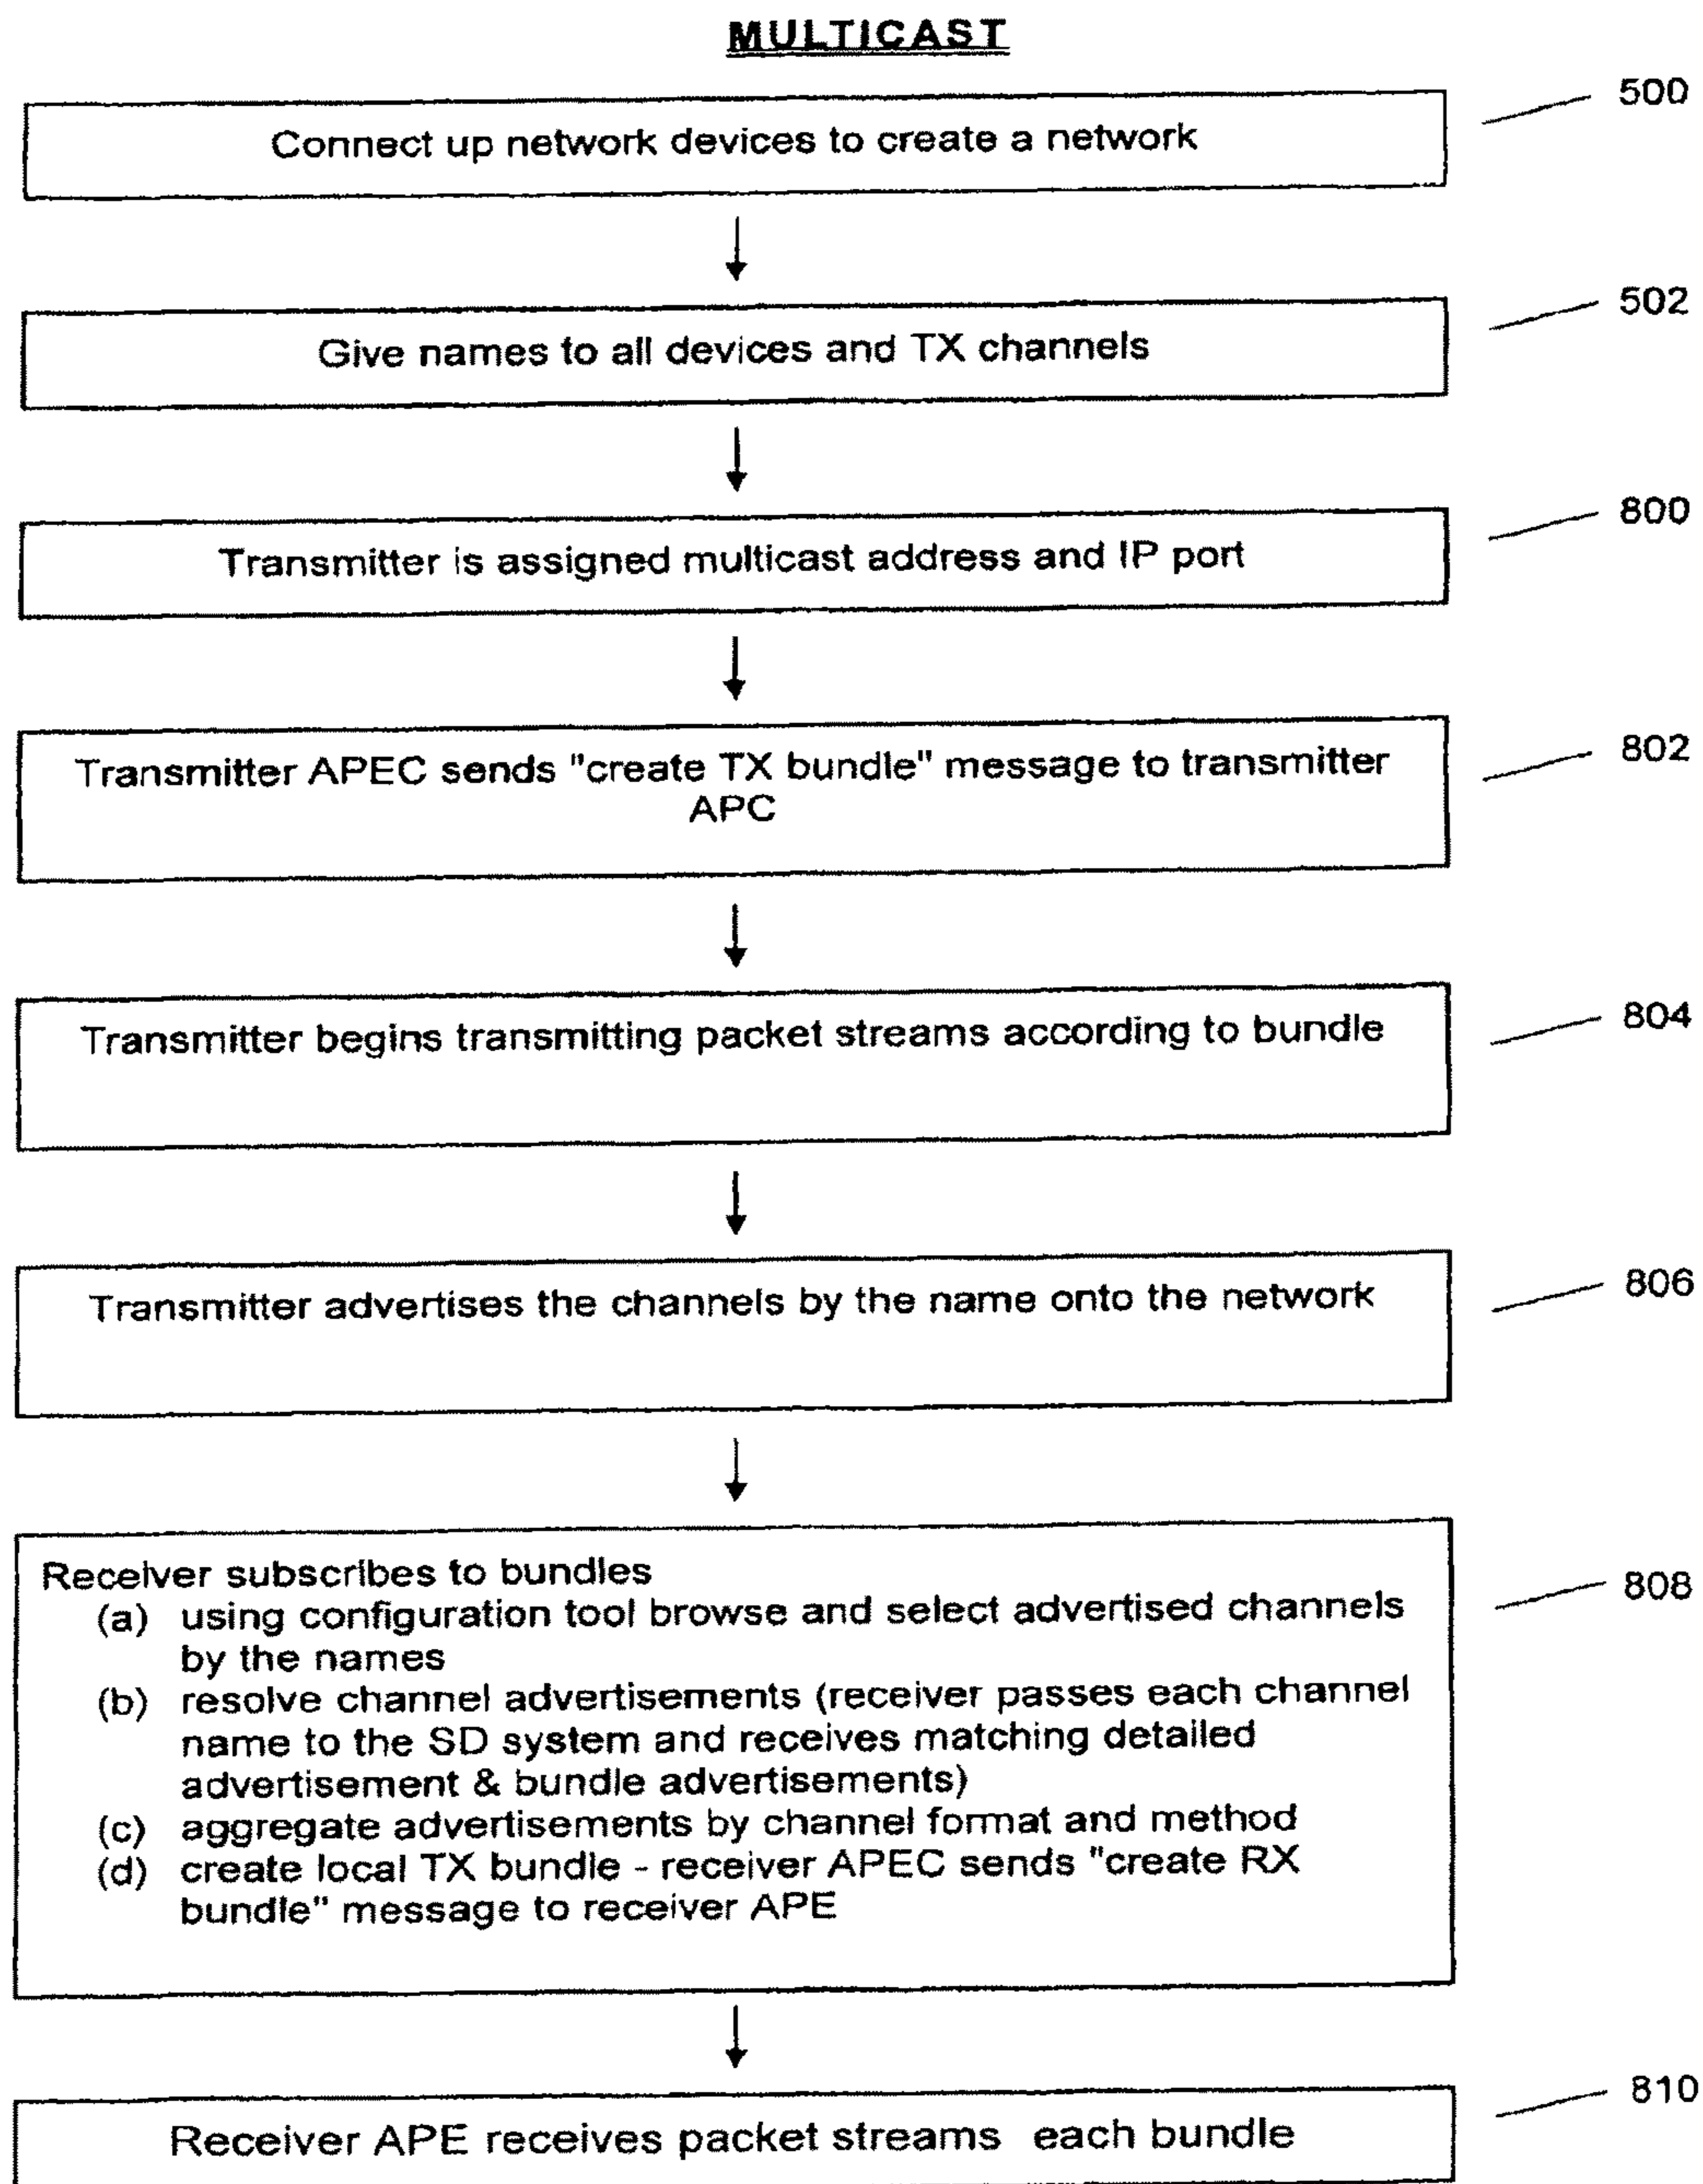 MULTICAST
500
Connect up network devices to create a network
502
Give names to all devices and TX channels
800
Transmitter is assigned multicast address and IP port
802
Transmitter APEC sends "create TX bundle" message to transmitter
APC
804
Transmitter begins transmitting packet streams according to bundle
806
Transmitter advertises the channels by the name onto the network
808
Receiver subscribes to bundles
(a) using configuration tool browse and select advertised channels
by the names
(b) resolve channel advertisements (receiver passes each channel
name to the SD system and receives matching detailed
advertisement & bundle advertisements)
(c) aggregate advertisements by channel format and method
(d) create local TX bundle - receiver APEC sends "create RX
bundle" message to receiver APE
810
Receiver APE receives packet streams each bundle